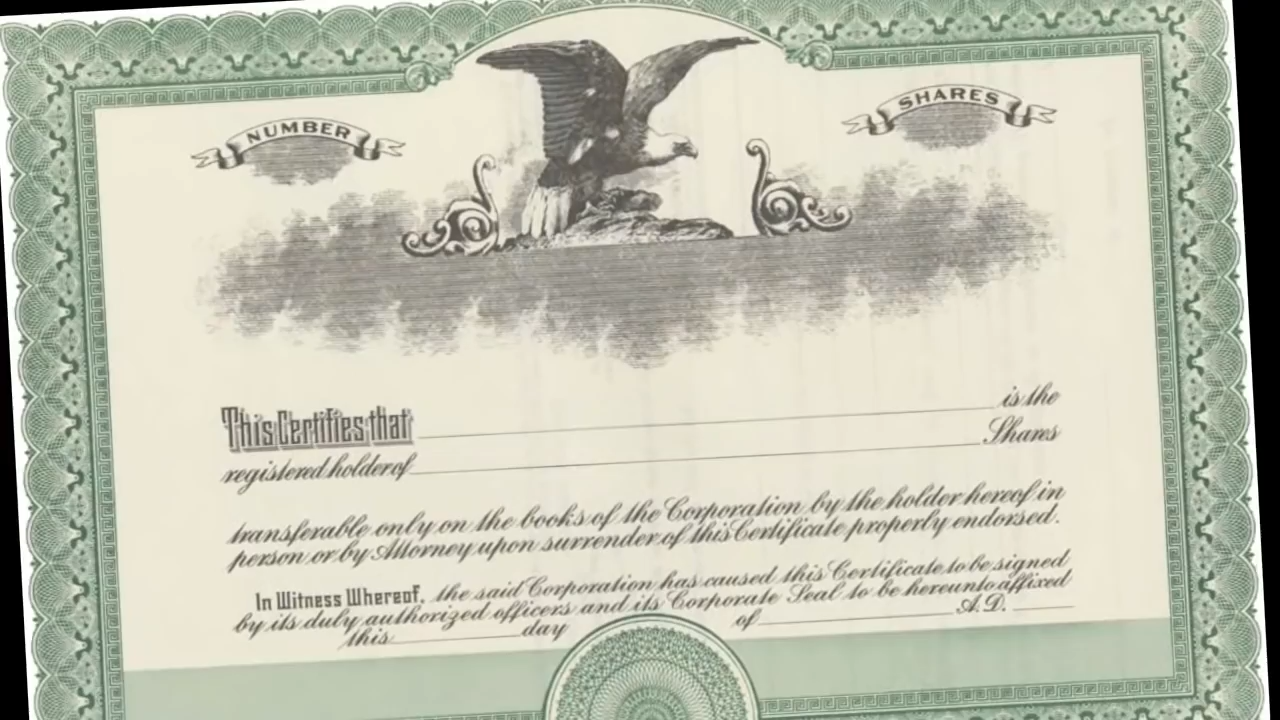 NUMBER
SHARES
This Certifies that is the
registered holder of Shares
transferable only on the books of the Corporation by the holder hereof in
person or by Attorney upon surrender of this Certificate properly endorsed.
In Witness Whereof, the said Corporation has caused this Certificate to be signed
by its duly authorized officers and its Corporate Seal to be hereunto affixed
this day of A.D.